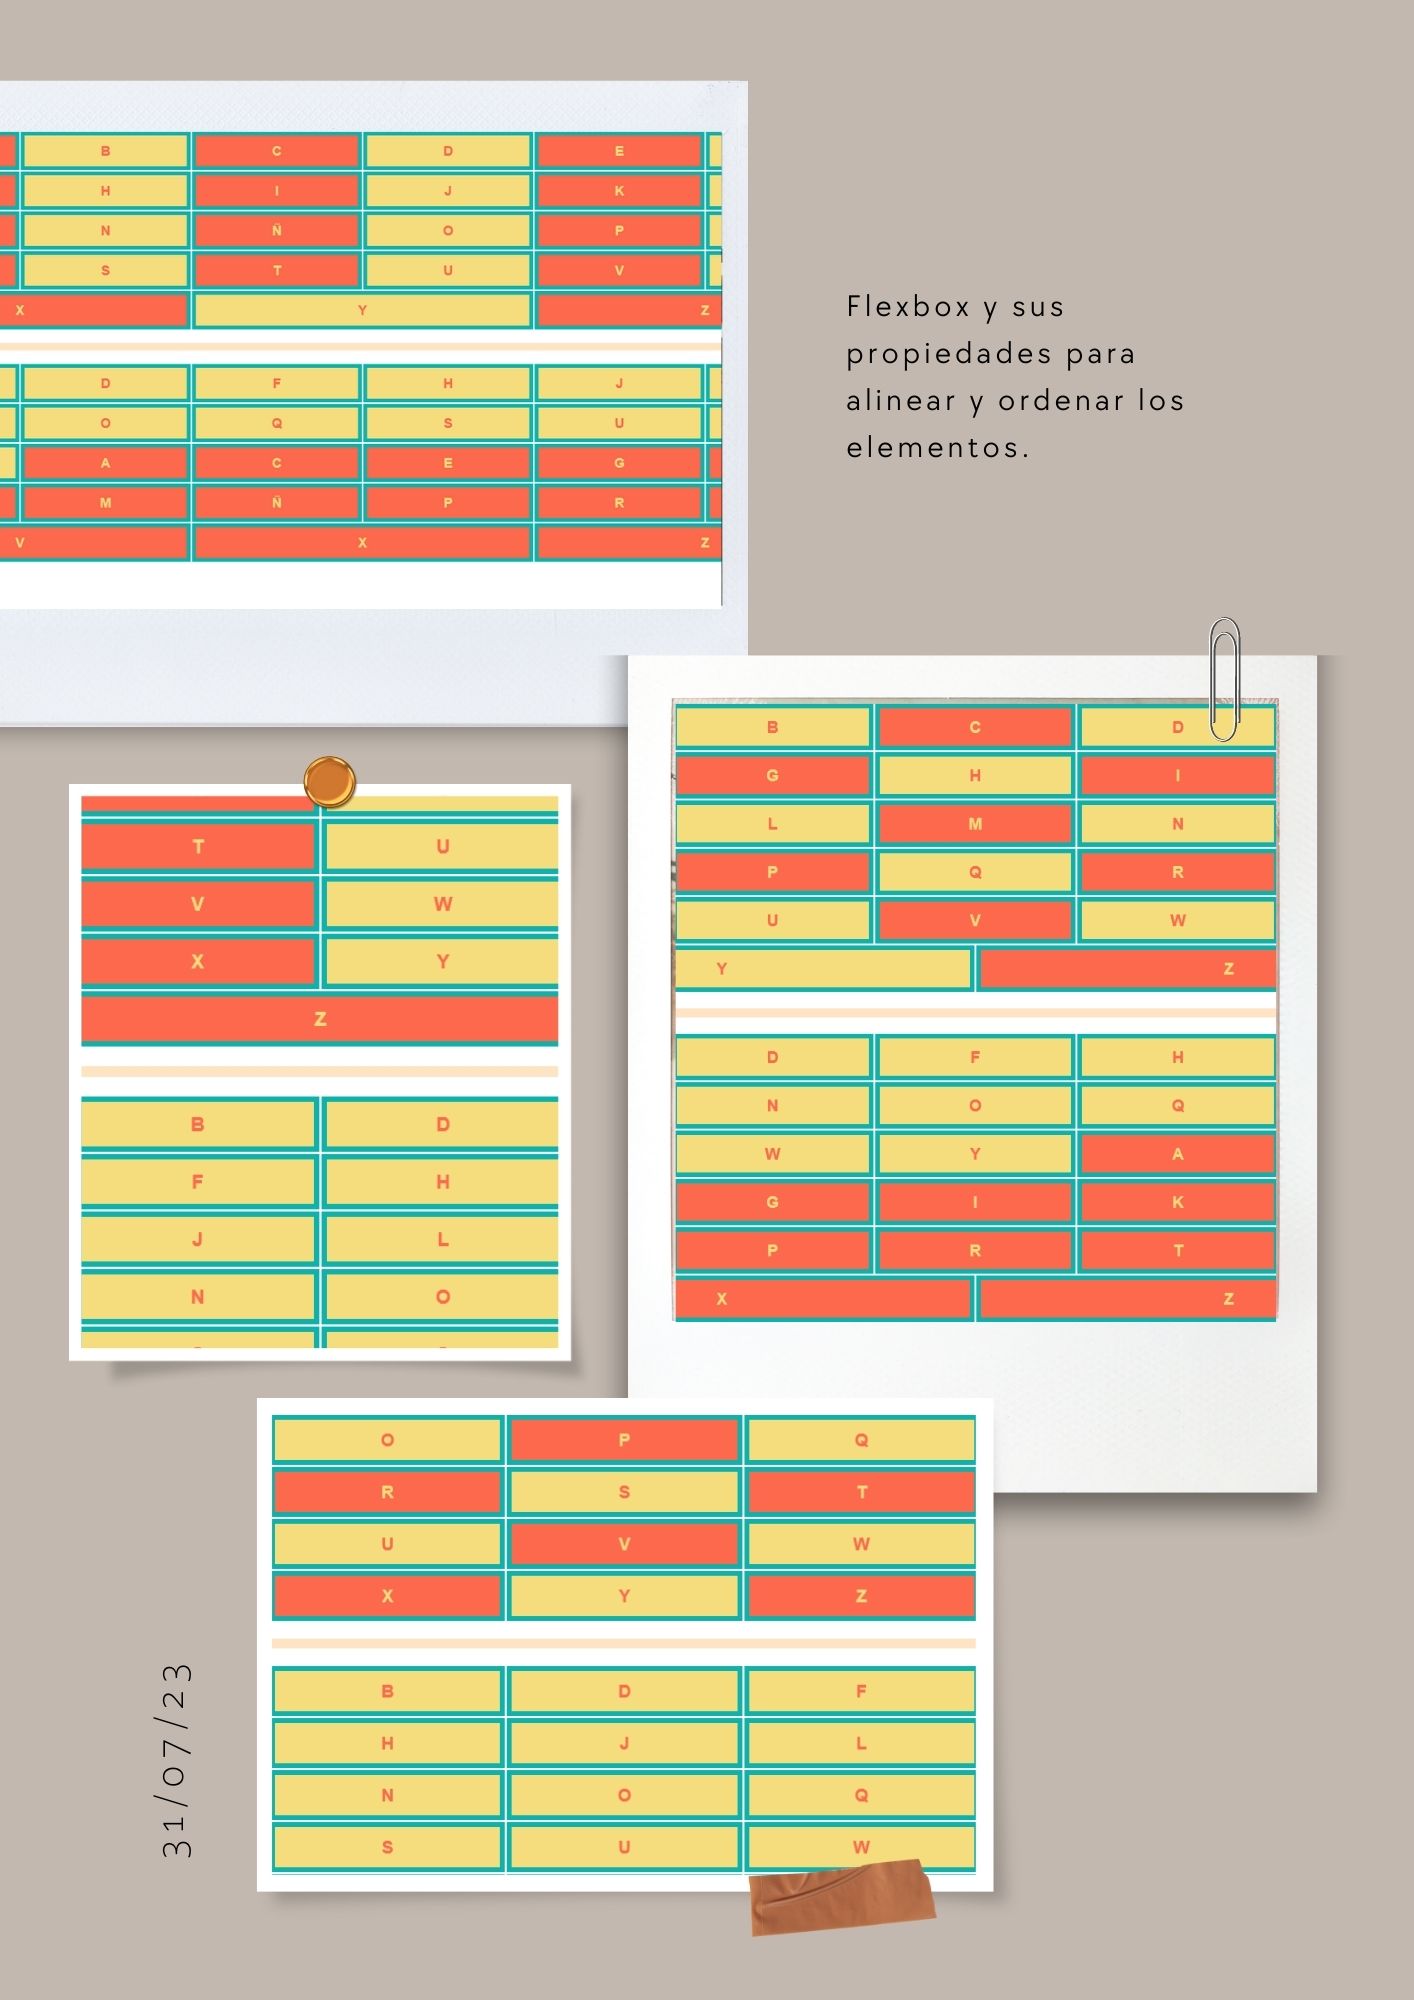 B C D E
H I J K
N Ñ O P
S T U V
X Y Z
D F H J
O Q S U
A C E G
M Ñ P R
V X Z
Flexbox y sus
propiedades para
alinear y ordenar los
elementos.
B C D
G H I
L M N
P Q R
U V W
Y Z
D F H
N O Q
W Y A
G I K
P R T
X Z
T U
V W
X Y
Z
B D
F H
J L
N O
O P Q
R S T
U V W
X Y Z
B D F
H J L
N O Q
S U W
31/07/23